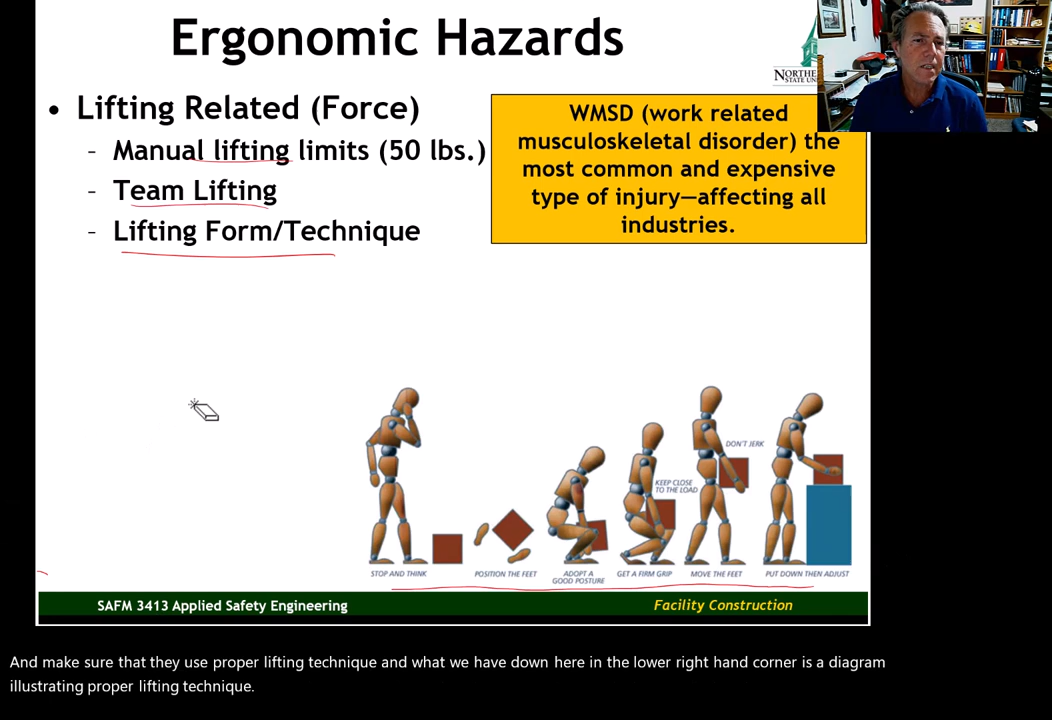 Ergonomic Hazards
• Lifting Related (Force)
- Manual lifting limits (50 lbs.)
- Team Lifting
- Lifting Form/Technique
WMSD (work related
musculoskeletal disorder) the
most common and expensive
type of injury—affecting all
industries.
STATE
DON'T JERK
KEEP CLOSE
TO THE LOAD
STOP AND THINK
POSITION THE FEET
ADOPT A
GOOD POSTURE
GET A FIRM GRIP
MOVE THE FEET
PUT DOWN THEN ADJUST
SAFM 3413 Applied Safety Engineering
Facility Construction
And make sure that they use proper lifting technique and what we have down here in the lower right hand corner is a diagram
illustrating proper lifting technique.